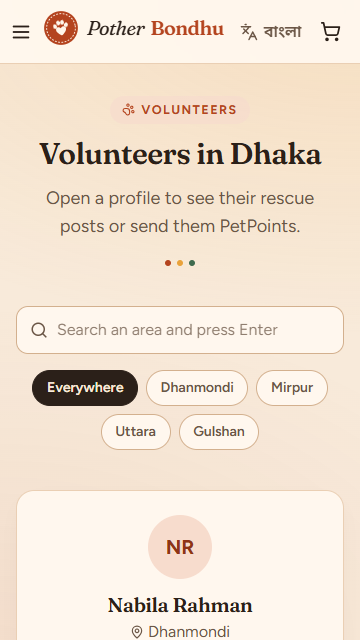 Pother Bondhu
বাংলা
VOLUNTEERS
Volunteers in Dhaka
Open a profile to see their rescue
posts or send them PetPoints.
Search an area and press Enter
Everywhere
Dhanmondi
Mirpur
Uttara
Gulshan
NR
Nabila Rahman
Dhanmondi